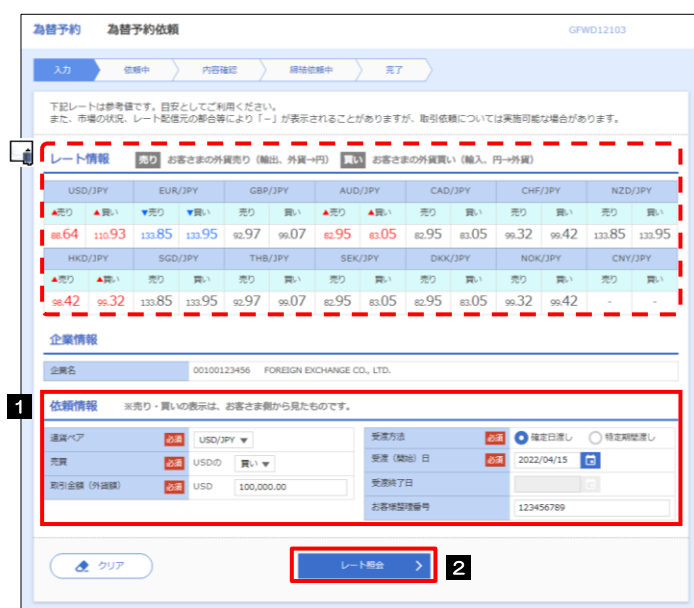 為替予約 為替予約依頼 GFWD12103
入力 依頼中 内容確認 締結依頼中 完了
下記レートは参考値です。目安としてご利用ください。
また、市場の状況、レート配信元の都合等により「－」が表示されることがありますが、取引依頼については実施可能な場合があります。
レート情報 売り お客さまの外貨売り（輸出、外貨→円） 買い お客さまの外貨買い（輸入、円→外貨）
USD/JPY EUR/JPY GBP/JPY AUD/JPY CAD/JPY CHF/JPY NZD/JPY
▲売り ▲買い ▼売り ▼買い 売り 買い ▲売り ▲買い 売り 買い 売り 買い 売り 買い
88.64 110.93 133.85 133.95 92.97 99.07 82.95 83.05 82.95 83.05 99.32 99.42 133.85 133.95
HKD/JPY SGD/JPY THB/JPY SEK/JPY DKK/JPY NOK/JPY CNY/JPY
▲売り ▲買い 売り 買い 売り 買い 売り 買い 売り 買い 売り 買い 売り 買い
98.42 99.32 133.85 133.95 92.97 99.07 82.95 83.05 82.95 83.05 99.32 99.42 - -
企業情報
企業名 00100123456 FOREIGN EXCHANGE CO., LTD.
1 依頼情報 ※売り・買いの表示は、お客さま側から見たものです。
通貨ペア 必須 USD/JPY ▼ 受渡方法 必須 確定日渡し 特定期間渡し
売買 必須 USDの 買い ▼ 受渡（開始）日 必須 2022/04/15
取引金額（外貨額） 必須 USD 100,000.00 受渡終了日
お客様整理番号 123456789
クリア レート照会 2